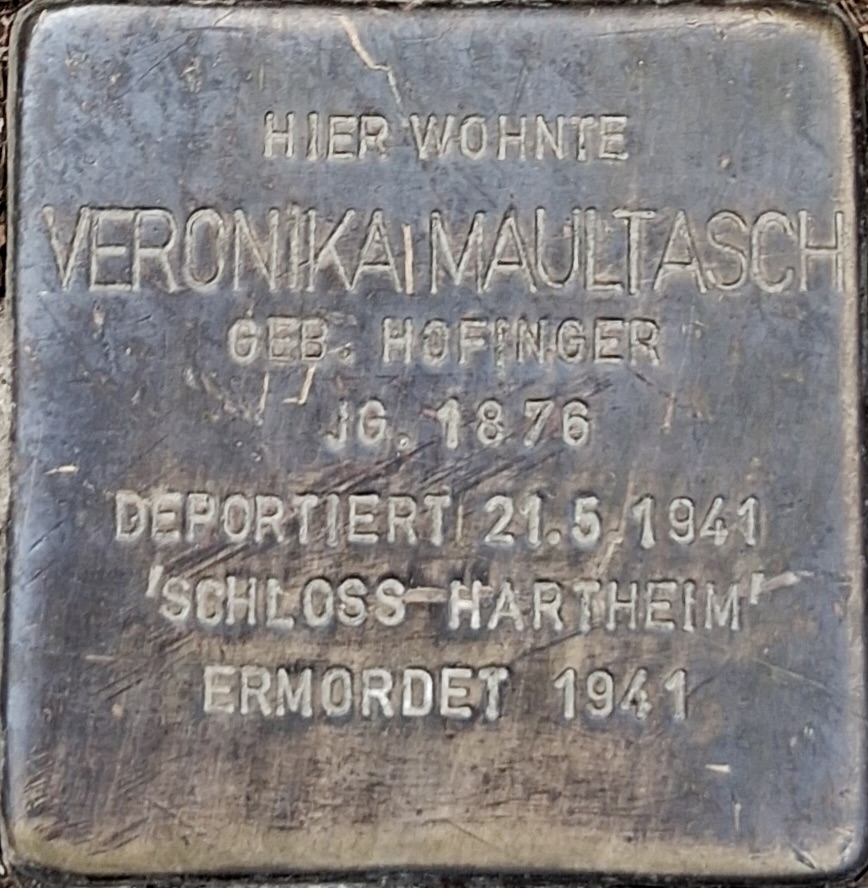 HIER WOHNTE
VERONIKA MAULTASCH
GEB. HOFINGER
JG. 1876
DEPORTIERT 21.5.1941
'SCHLOSS HARTHEIM'
ERMORDET 1941